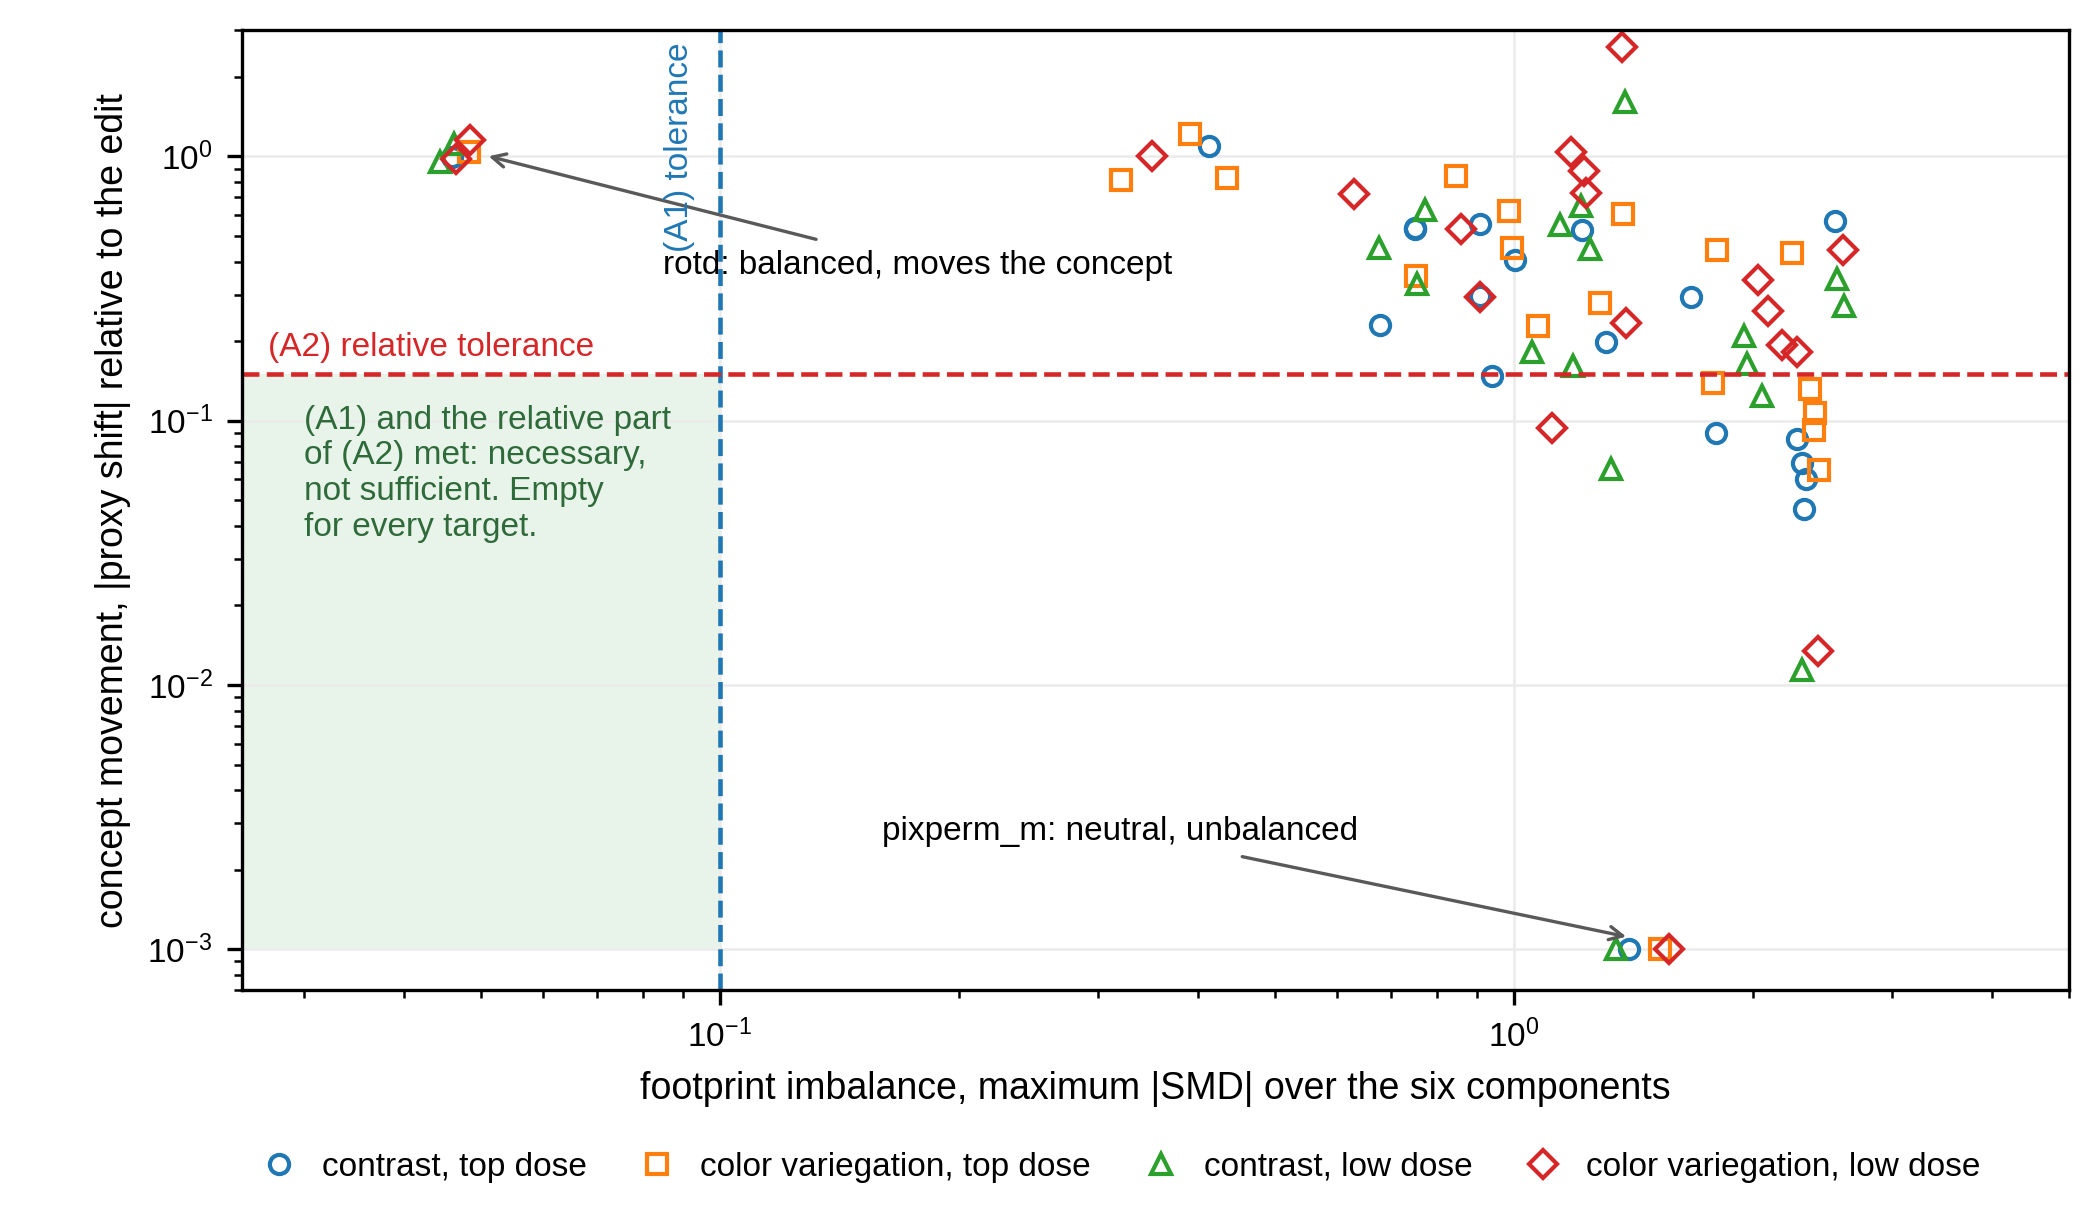 concept movement, |proxy shift| relative to the edit
10⁰
10⁻¹
10⁻²
10⁻³
(A1) tolerance
rotd: balanced, moves the concept
(A2) relative tolerance
(A1) and the relative part
of (A2) met: necessary,
not sufficient. Empty
for every target.
pixperm_m: neutral, unbalanced
10⁻¹
10⁰
footprint imbalance, maximum |SMD| over the six components
contrast, top dose
color variegation, top dose
contrast, low dose
color variegation, low dose